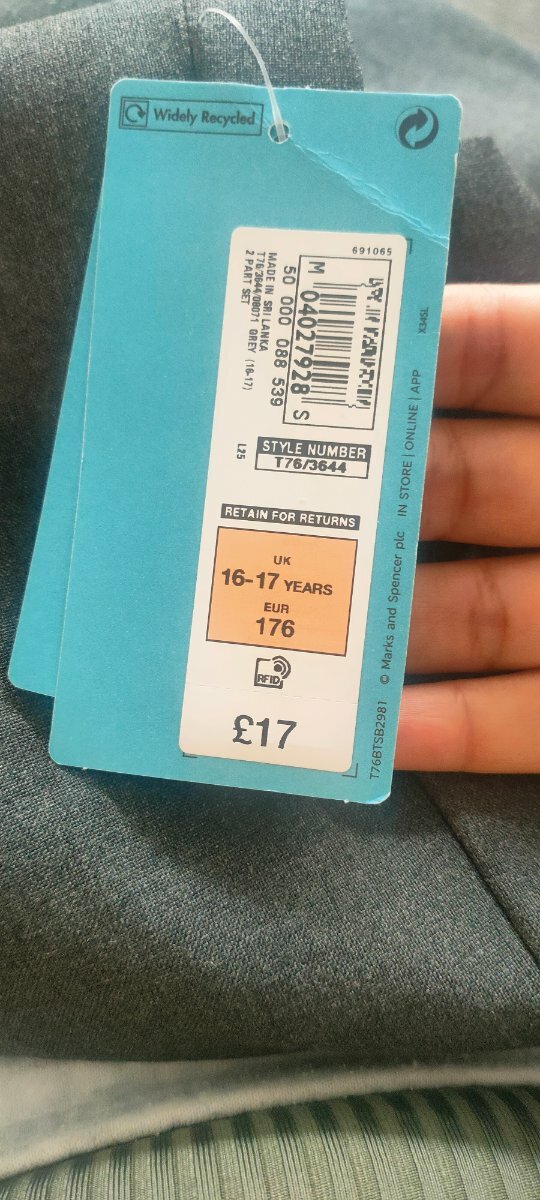 Widely Recycled
691065
M 04027928 S
50 000 088 539
MADE IN SRI LANKA
T76/3644/08071 GREY (16-17)
2 PART SET
L25
STYLE NUMBER
T76/3644
RETAIN FOR RETURNS
UK
16-17 YEARS
EUR
176
RFID
£17
T76BTSB2981 © Marks and Spencer plc IN STORE | ONLINE | APP X34SL